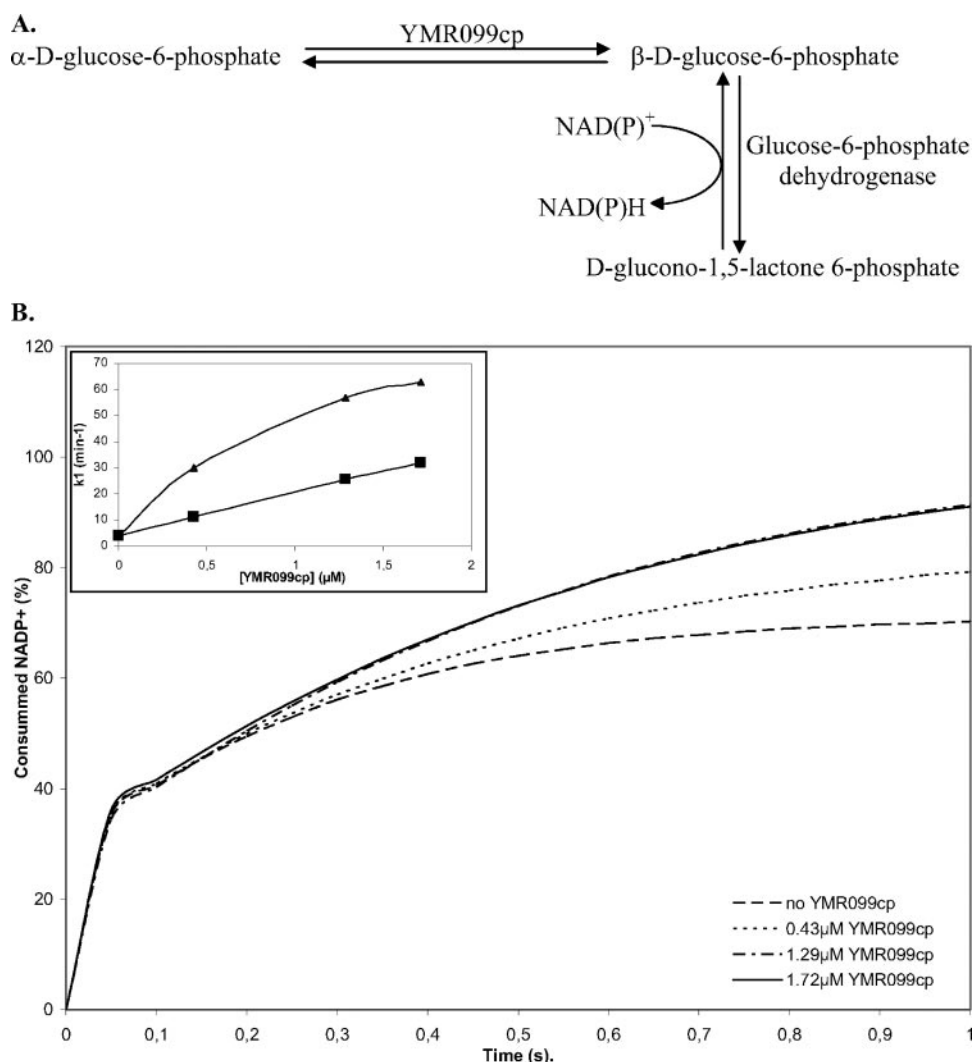 A.
YMR099cp
α-D-glucose-6-phosphate
β-D-glucose-6-phosphate
NAD(P)+
Glucose-6-phosphate
dehydrogenase
NAD(P)H
D-glucono-1,5-lactone 6-phosphate
B.
120
100
80
60
40
20
0
Consummed NADP+ (%)
70
60
50
40
30
20
10
0
k1 (min-1)
0
0,5
1
1,5
2
[YMR099cp] (µM)
no YMR099cp
0.43µM YMR099cp
1.29µM YMR099cp
1.72µM YMR099cp
0
0,1
0,2
0,3
0,4
0,5
0,6
0,7
0,8
0,9
1
Time (s).